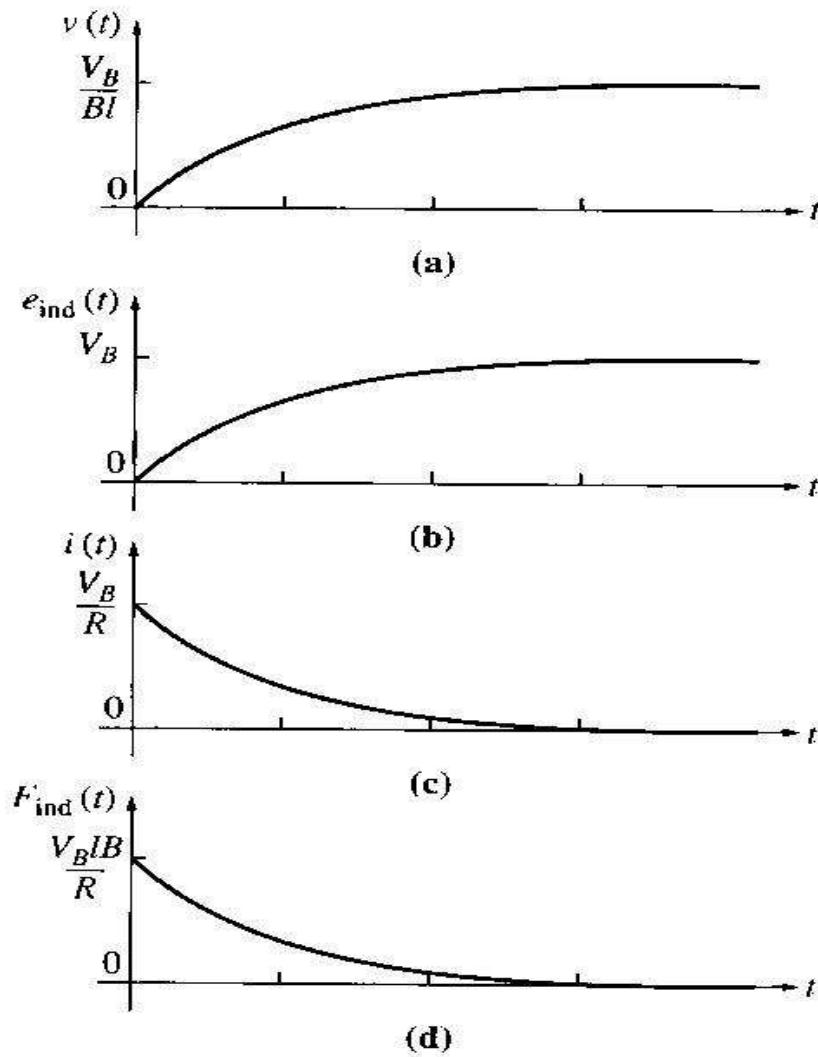 v (t)
V_B
Bl
0
t
(a)
e_ind (t)
V_B
0
t
(b)
i (t)
V_B
R
0
t
(c)
F_ind (t)
V_B lB
R
0
t
(d)